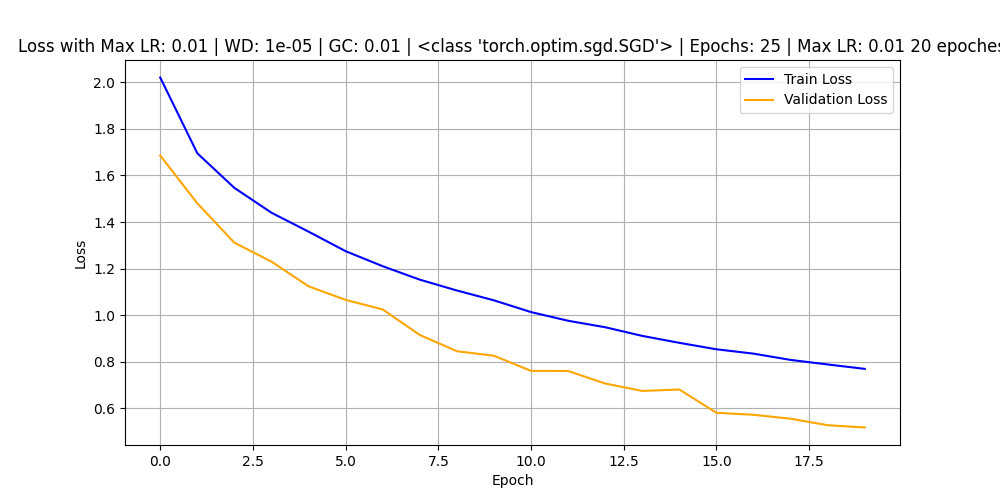 Loss with Max LR: 0.01 | WD: 1e-05 | GC: 0.01 | <class 'torch.optim.sgd.SGD'> | Epochs: 25 | Max LR: 0.01 20 epoches
Train Loss
Validation Loss
Loss
2.0
1.8
1.6
1.4
1.2
1.0
0.8
0.6
0.0 2.5 5.0 7.5 10.0 12.5 15.0 17.5
Epoch